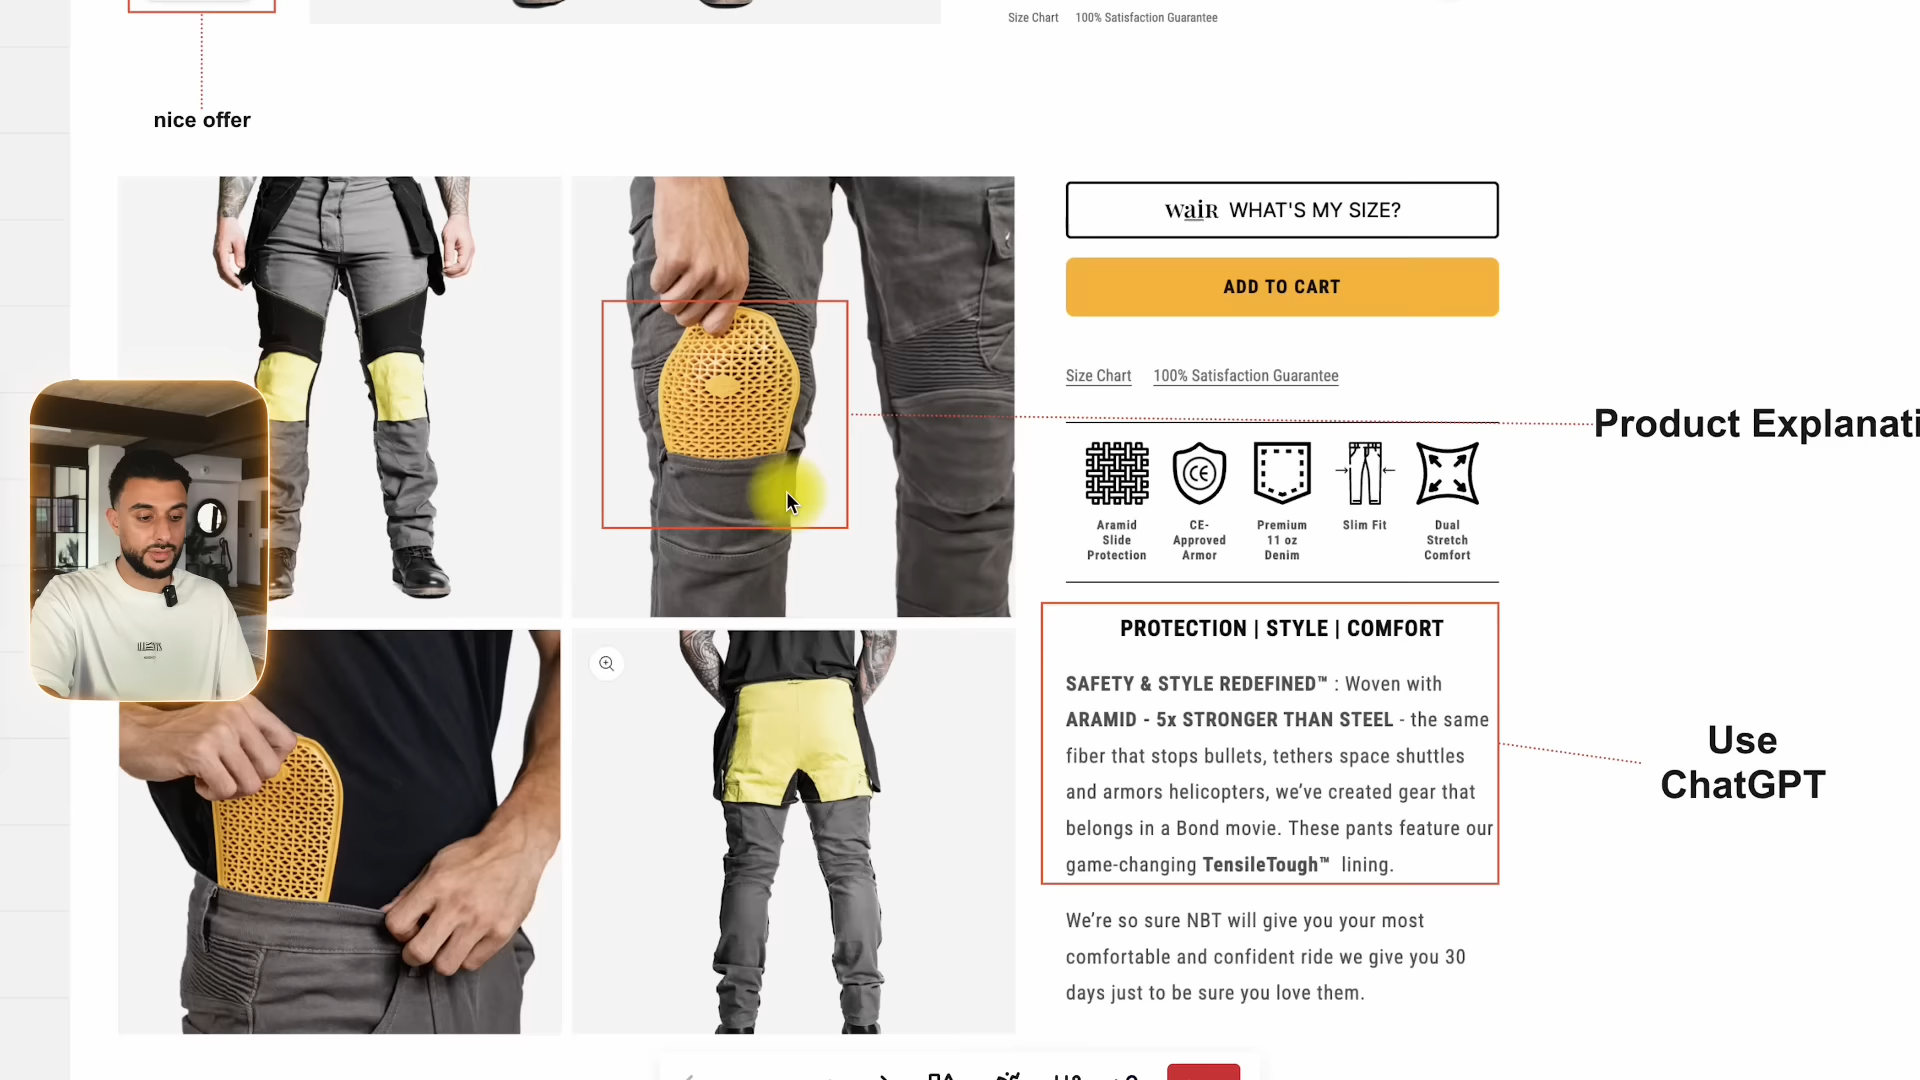 Size Chart 100% Satisfaction Guarantee
nice offer
wair WHAT'S MY SIZE?
ADD TO CART
Size Chart 100% Satisfaction Guarantee
Product Explanati
Aramid
Slide
Protection
CE-
Approved
Armor
Premium
11 oz
Denim
Slim Fit
Dual
Stretch
Comfort
PROTECTION | STYLE | COMFORT
SAFETY & STYLE REDEFINED™ : Woven with
ARAMID - 5x STRONGER THAN STEEL - the same
fiber that stops bullets, tethers space shuttles
and armors helicopters, we’ve created gear that
belongs in a Bond movie. These pants feature our
game-changing TensileTough™ lining.
Use
ChatGPT
We’re so sure NBT will give you your most
comfortable and confident ride we give you 30
days just to be sure you love them.